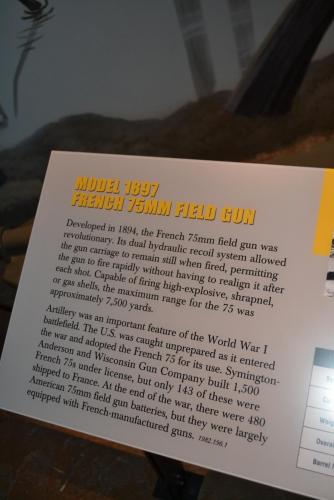 MODEL 1897
FRENCH 75MM FIELD GUN
Developed in 1894, the French 75mm field gun was
revolutionary. Its dual hydraulic recoil system allowed
the gun carriage to remain still when fired, permitting
the gun to fire rapidly without having to realign it after
each shot. Capable of firing high-explosive, shrapnel,
or gas shells, the maximum range for the 75 was
approximately 7,500 yards.
Artillery was an important feature of the World War I
battlefield. The U.S. was caught unprepared as it entered
the war and adopted the French 75 for its use. Symington-
Anderson and Wisconsin Gun Company built 1,500
French 75s under license, but only 143 of these were
shipped to France. At the end of the war, there were 480
American 75mm field gun batteries, but they were largely
equipped with French-manufactured guns. 1982.156.1
Overal
Barrel